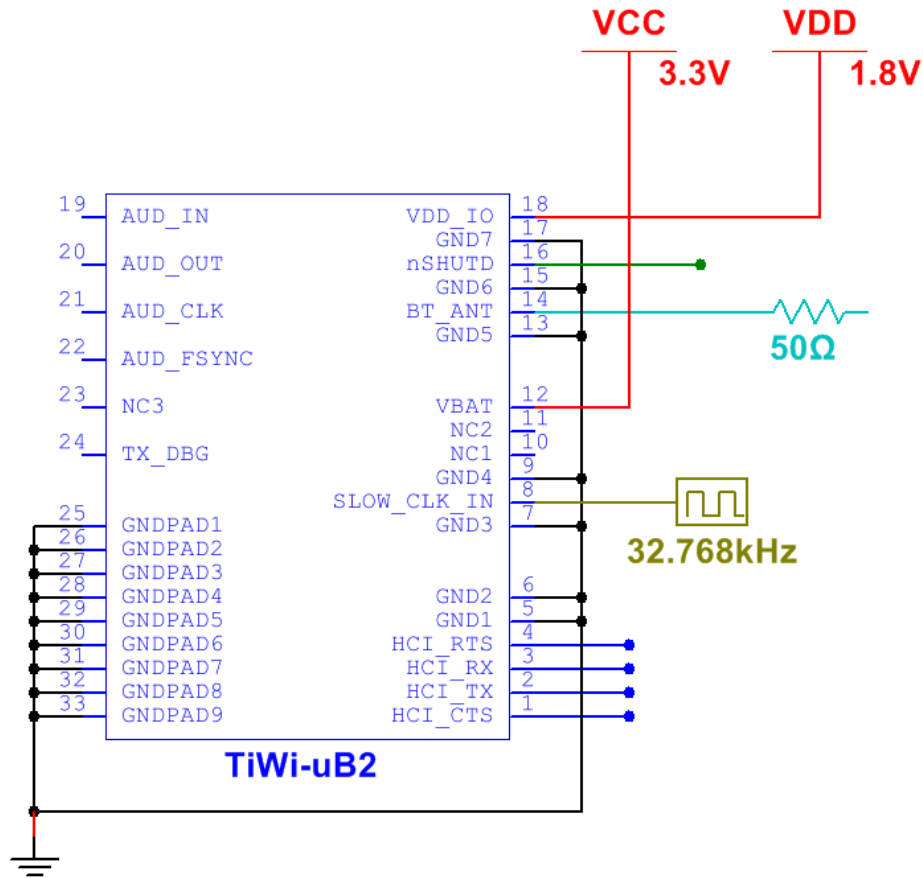 VCC VDD
3.3V 1.8V
19 AUD_IN VDD_IO 18
GND7 17
20 AUD_OUT nSHUTD 16
GND6 15
21 AUD_CLK BT_ANT 14
GND5 13
50Ω
22 AUD_FSYNC
23 NC3 VBAT 12
NC2 11
24 TX_DBG NC1 10
GND4 9
SLOW_CLK_IN 8
25 GNDPAD1 GND3 7
26 GNDPAD2
32.768kHz
27 GNDPAD3
28 GNDPAD4 GND2 6
29 GNDPAD5 GND1 5
30 GNDPAD6 HCI_RTS 4
31 GNDPAD7 HCI_RX 3
32 GNDPAD8 HCI_TX 2
33 GNDPAD9 HCI_CTS 1
TiWi-uB2